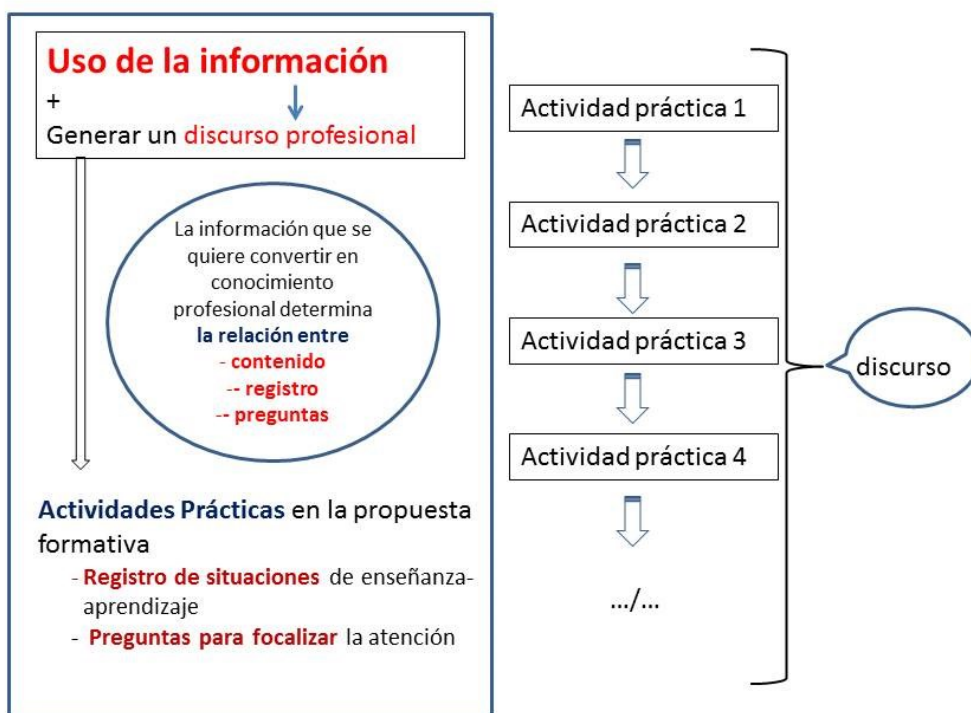 Uso de la información
+
Generar un discurso profesional
La información que se
quiere convertir en
conocimiento
profesional determina
la relación entre
- contenido
-- registro
-- preguntas
Actividades Prácticas en la propuesta
formativa
- Registro de situaciones de enseñanza-
aprendizaje
- Preguntas para focalizar la atención
Actividad práctica 1
Actividad práctica 2
Actividad práctica 3
Actividad práctica 4
.../...
discurso